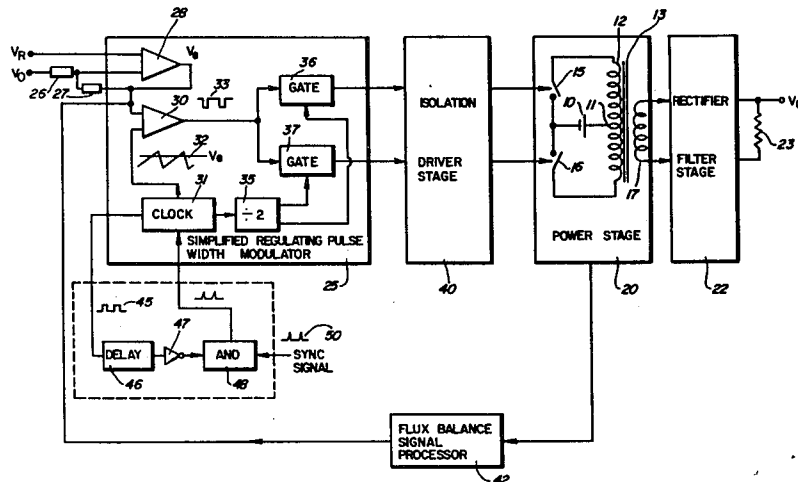 28
36
12
13
VR
Ve
33
15
VO
GATE
26
27
ISOLATION
10
11
RECTIFIER
30
37
32
Ve
GATE
DRIVER
STAGE
16
FILTER
STAGE
23
31
35
17
CLOCK
÷2
POWER STAGE
SIMPLIFIED REGULATING PULSE
WIDTH MODULATOR
25
40
20
22
45
47
50
DELAY
AND
SYNC
SIGNAL
46
48
FLUX BALANCE
SIGNAL
PROCESSOR
42